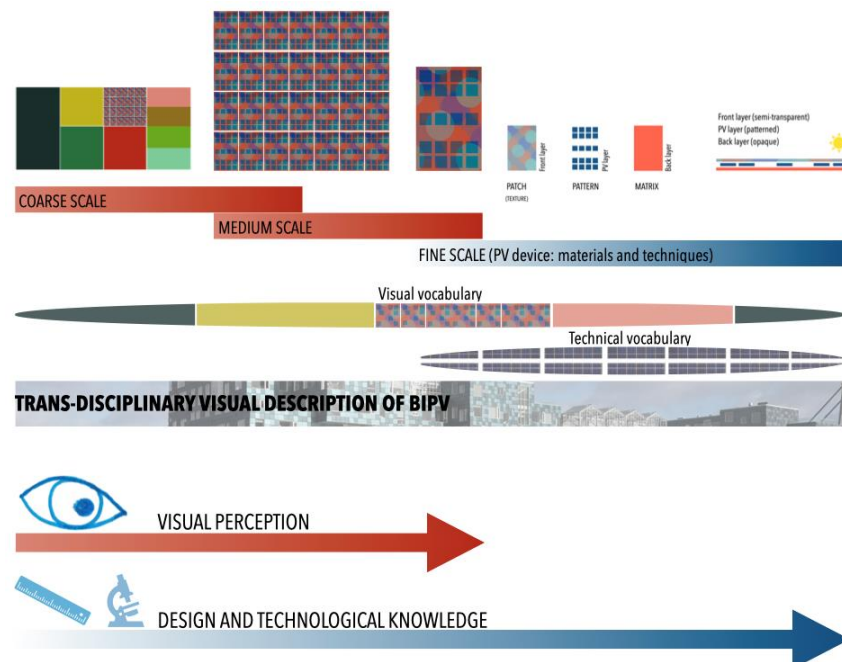 Front layer (semi-transparent)
PV layer (patterned)
Back layer (opaque)
Front layer
PV layer
Back layer
PATCH
(TEXTURE)
PATTERN
MATRIX
COARSE SCALE
MEDIUM SCALE
FINE SCALE (PV device: materials and techniques)
Visual vocabulary
Technical vocabulary
TRANS-DISCIPLINARY VISUAL DESCRIPTION OF BIPV
VISUAL PERCEPTION
DESIGN AND TECHNOLOGICAL KNOWLEDGE